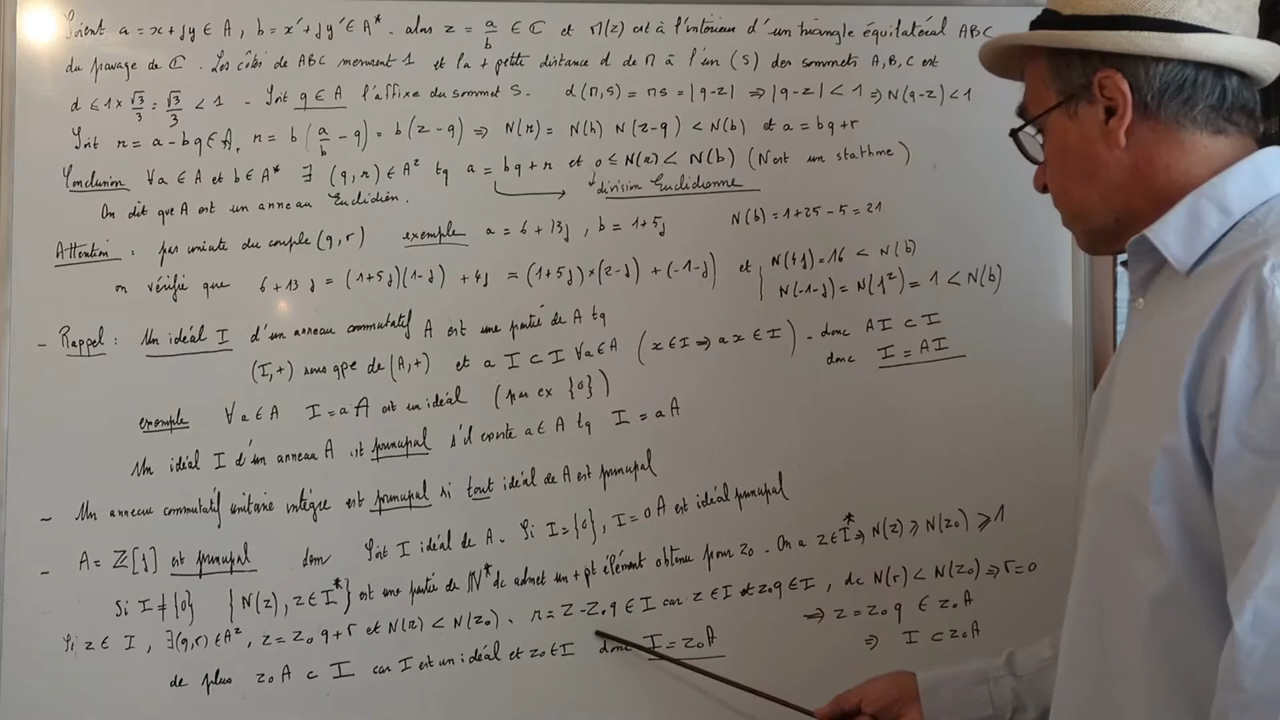 Soient a = x + jy ∈ A, b = x' + jy' ∈ A*. alors z = a/b ∈ ℂ et M(z) est à l'intérieur d'un triangle équilatéral ABC
du pavage de ℂ. Les côtés de ABC mesurent 1 et la + petite distance d de M à l'un (S) des sommets A, B, C est
d ≤ 1 × √3/3 = √3/3 < 1 - Soit q ∈ A l'affixe du sommet S. d(M,S) = MS = |q-z| ⇒ |q-z| < 1 ⇒ N(q-z) < 1
Soit r = a - bq ∈ A, r = b(a/b - q) = b(z - q) ⇒ N(r) = N(b) N(z-q) < N(b) et a = bq + r
Conclusion ∀a ∈ A et b ∈ A* ∃ (q,r) ∈ A² tq a = bq + r et 0 ≤ N(r) < N(b) (N est un stathme)
→ division Euclidienne
On dit que A est un anneau Euclidien.
Attention : pas unicité du couple (q,r) exemple a = 6 + 13j, b = 1 + 5j N(b) = 1 + 25 - 5 = 21
on vérifie que 6 + 13j = (1+5j)(1-j) + 4j = (1+5j)×(2-j) + (-1-j) et { N(4j) = 16 < N(b)
N(-1-j) = N(j²) = 1 < N(b)
- Rappel : Un idéal I d'un anneau commutatif A est une partie de A tq
(I,+) sous gpe de (A,+) et a I ⊂ I ∀a ∈ A (x ∈ I ⇒ ax ∈ I) - donc AI ⊂ I
donc I = AI
exemple ∀a ∈ A I = aA est un idéal (par ex {0})
Un idéal I d'un anneau A est principal s'il existe a ∈ A tq I = aA
- Un anneau commutatif unitaire intègre est principal si tout idéal de A est principal
- A = ℤ[j] est principal dem Soit I idéal de A. Si I = {0}, I = 0A est idéal principal
Si I ≠ {0} {N(z), z ∈ I*} est une partie de ℕ* dc admet un + pt élément obtenu pour z₀. On a z ∈ I* ⇒ N(z) ≥ N(z₀) ≥ 1
Si z ∈ I, ∃(q,r) ∈ A², z = z₀q + r et N(r) < N(z₀). r = z - z₀q ∈ I car z ∈ I et z₀q ∈ I, dc N(r) < N(z₀) ⇒ r = 0
⇒ z = z₀q ∈ z₀A
de plus z₀A ⊂ I car I est un idéal et z₀ ∈ I donc I = z₀A ⇒ I ⊂ z₀A